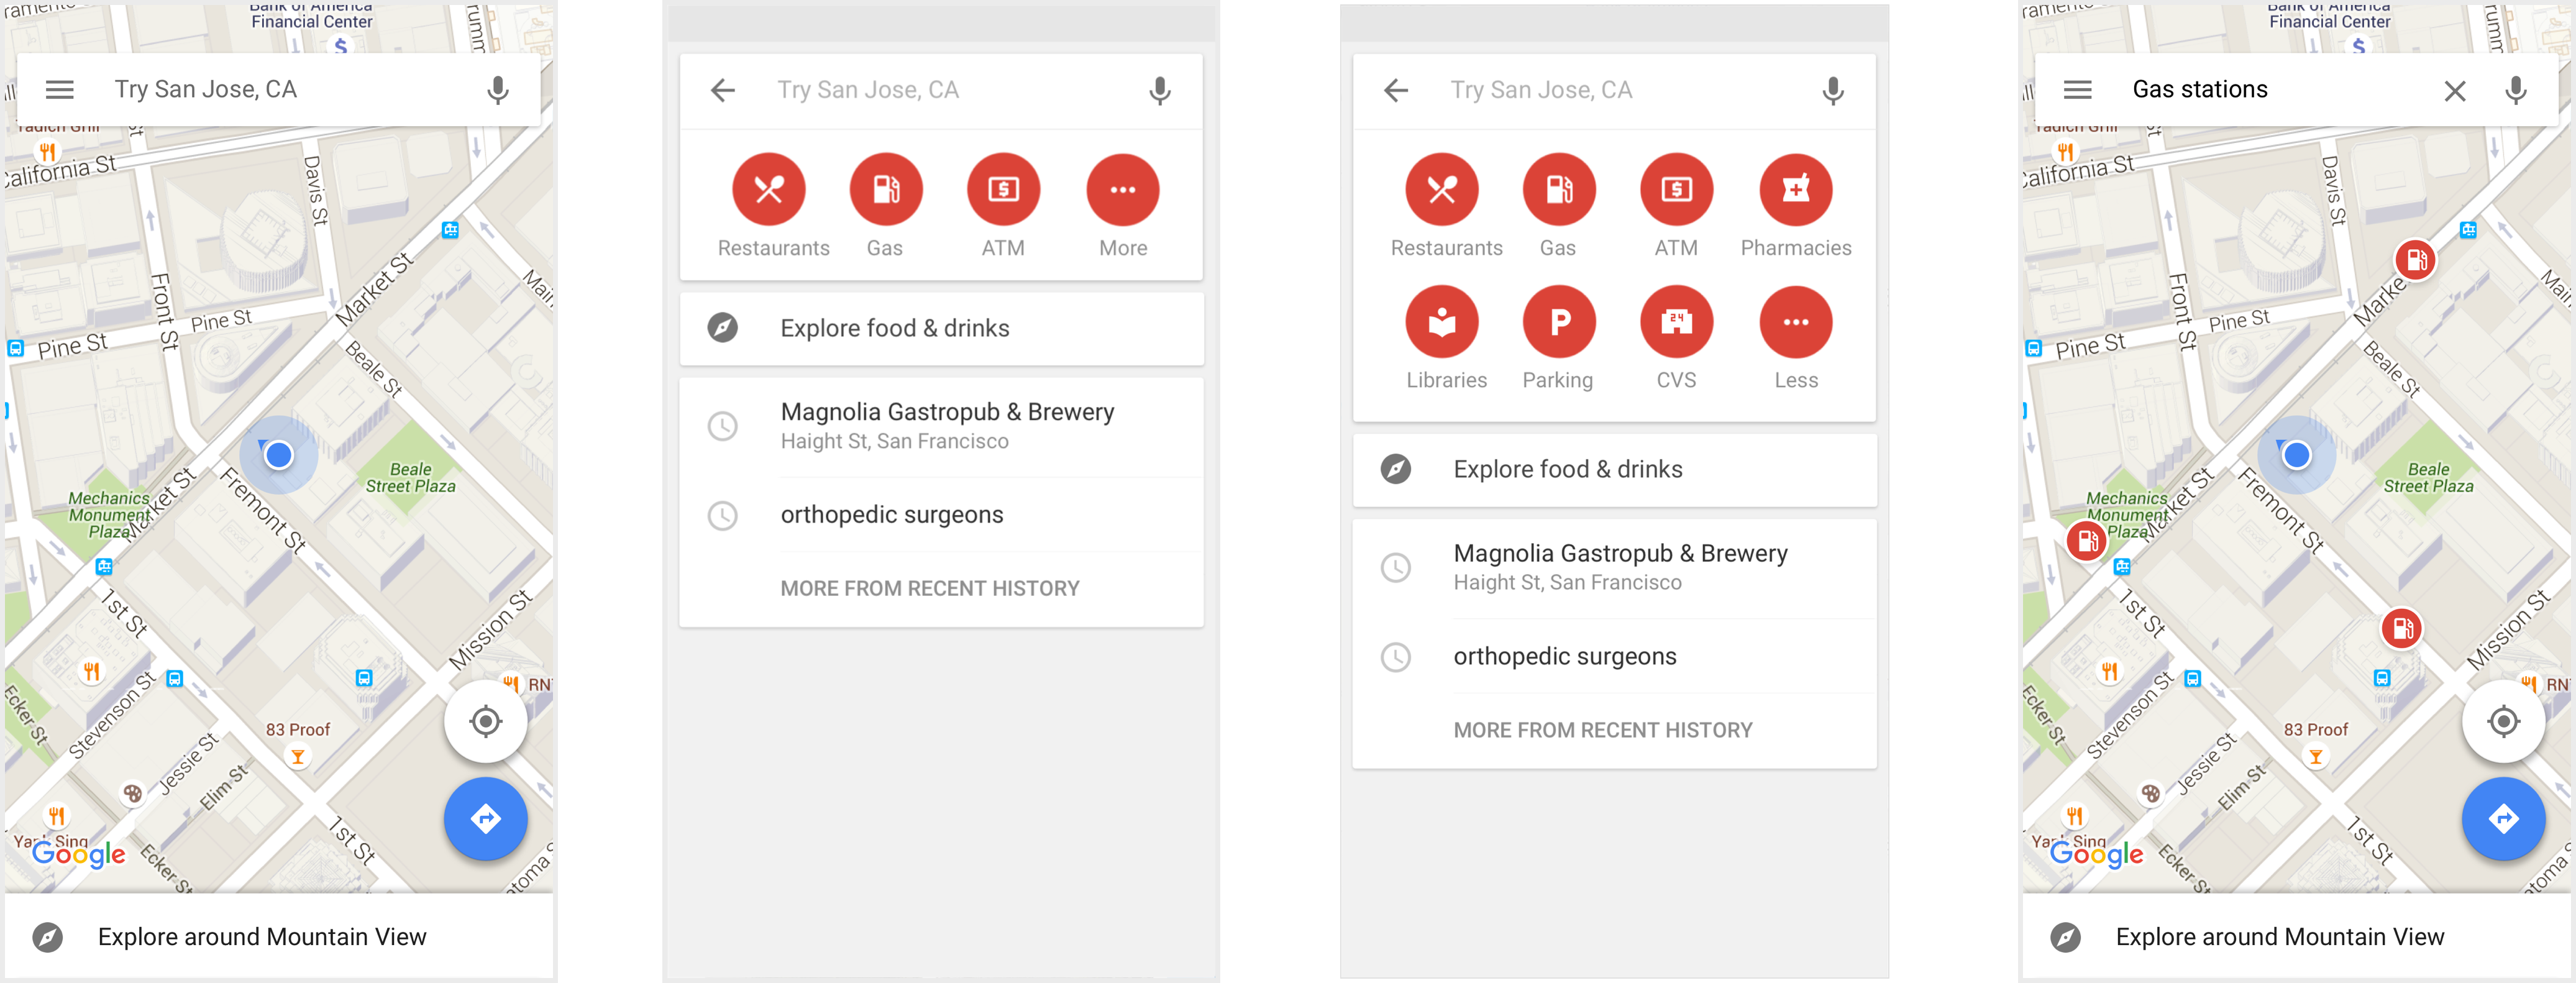 Bank of America
Financial Center
Try San Jose, CA
Tadich Grill
California St
Davis St
Front St
Market St
Main
Pine St
Pine St
Beale St
Beale
Street Plaza
Mechanics
Monument
Plaza
Market St
Fremont St
1st St
Mission St
Ecker St
Stevenson St
83 Proof
Jessie St
Elim St
1st St
Yank Sing
Google
Ecker St
Explore around Mountain View
Try San Jose, CA
Restaurants
Gas
ATM
More
Explore food & drinks
Magnolia Gastropub & Brewery
Haight St, San Francisco
orthopedic surgeons
MORE FROM RECENT HISTORY
Try San Jose, CA
Restaurants
Gas
ATM
Pharmacies
24
P
Libraries
Parking
CVS
Less
Explore food & drinks
Magnolia Gastropub & Brewery
Haight St, San Francisco
orthopedic surgeons
MORE FROM RECENT HISTORY
Bank of America
Financial Center
Gas stations
Tadich Grill
California St
Davis St
Front St
Marke
Main
Pine St
Pine St
Beale St
Beale
Street Plaza
Mechanics
Monument
Plaza
Market St
Fremont St
1st St
Mission St
Ecker St
Stevenson St
83 Proof
Jessie St
Elim St
1st St
Yank Sing
Google
Ecker St
Explore around Mountain View